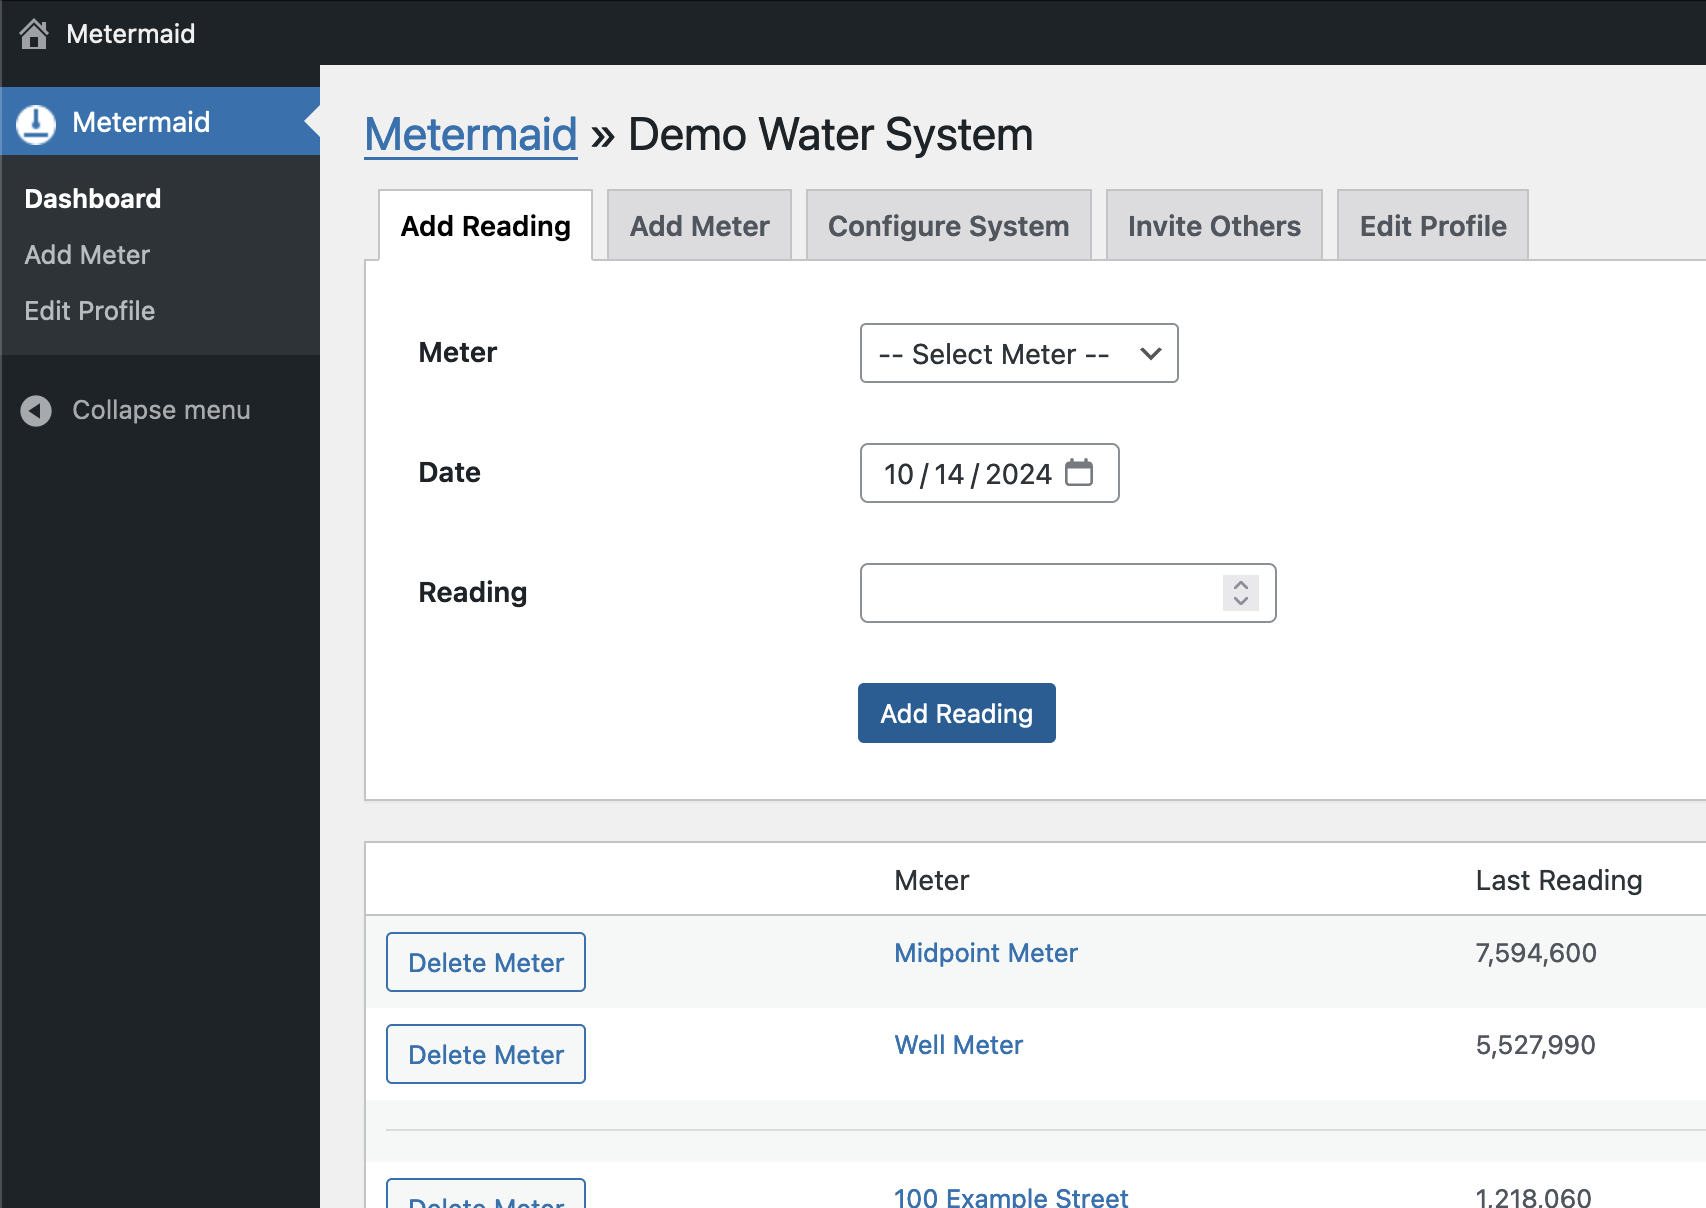 Metermaid
Metermaid
Dashboard
Add Meter
Edit Profile
Collapse menu
Metermaid » Demo Water System
Add Reading Add Meter Configure System Invite Others Edit Profile
Meter -- Select Meter --
Date 10/14/2024
Reading
Add Reading
Meter Last Reading
Delete Meter Midpoint Meter 7,594,600
Delete Meter Well Meter 5,527,990
Delete Meter 100 Example Street 1,218,060